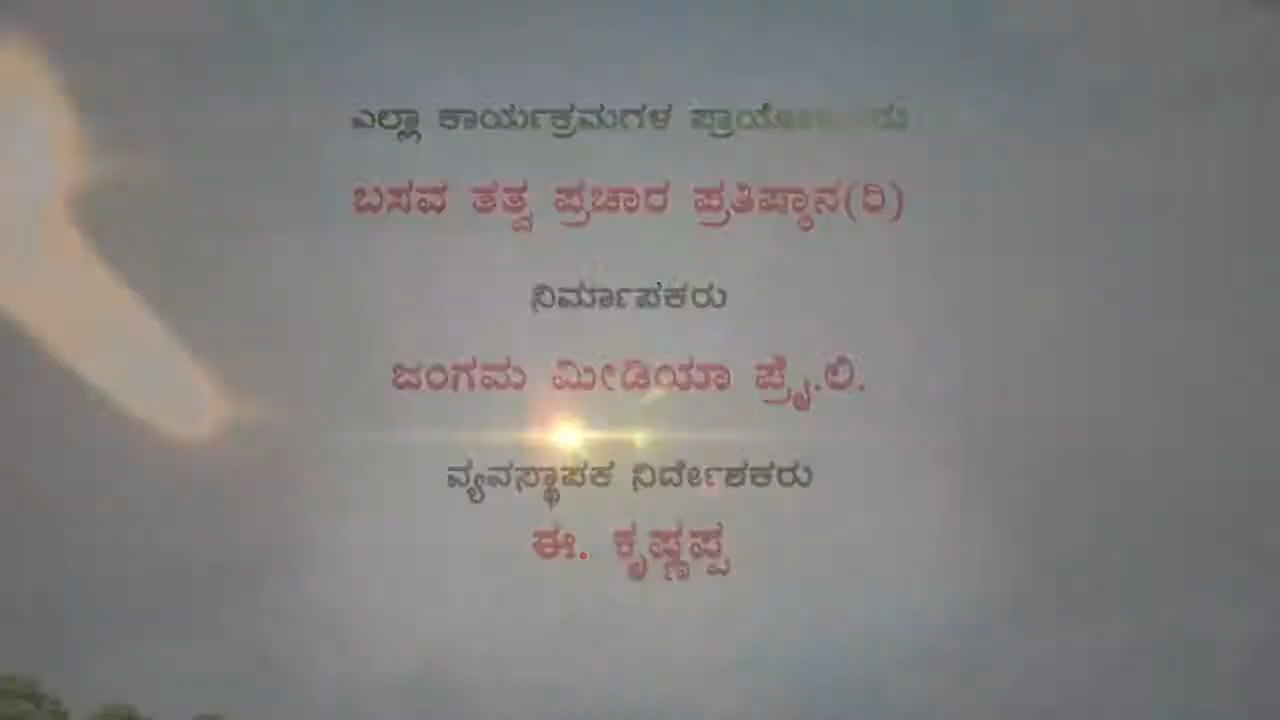 ಎಲ್ಲಾ ಕಾರ್ಯಕ್ರಮಗಳ
ಬಸವ ತತ್ವ ಪ್ರಚಾರ ಪ್ರತಿಷ್ಠಾನ(ರಿ)
ನಿರ್ಮಾಪಕರು
ಜಂಗಮ ಮೀಡಿಯಾ ಪ್ರೈ.ಲಿ.
ವ್ಯವಸ್ಥಾಪಕ ನಿರ್ದೇಶಕರು
ಈ. ಕೃಷ್ಣಪ್ಪ